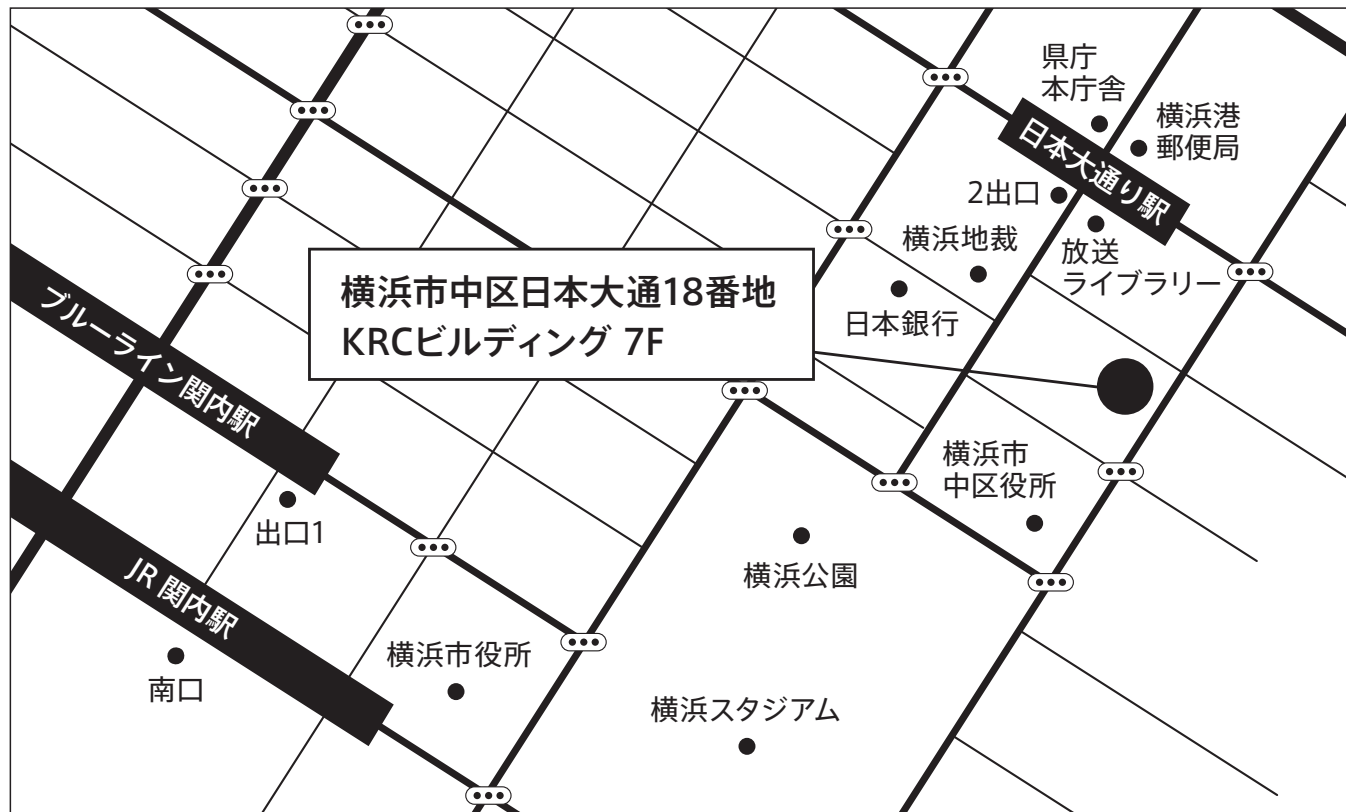 県庁
本庁舎
横浜港
郵便局
日本大通り駅
2出口
横浜地裁
放送
ライブラリー
日本銀行
横浜市中区日本大通18番地
KRCビルディング 7F
ブルーライン関内駅
出口1
横浜市
中区役所
横浜公園
JR 関内駅
南口
横浜市役所
横浜スタジアム